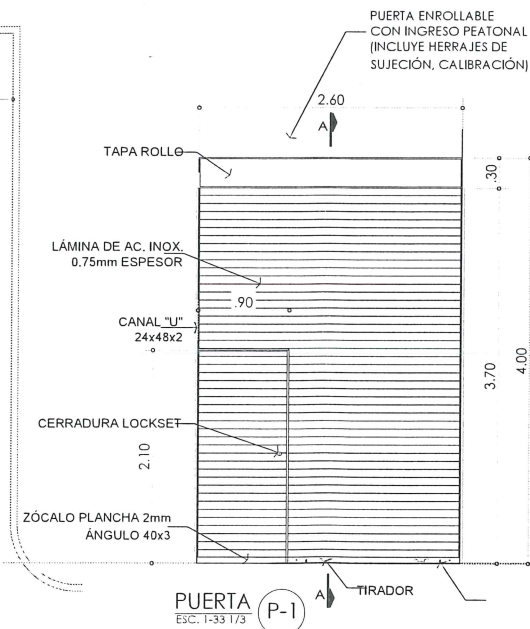 PUERTA ENROLLABLE
CON INGRESO PEATONAL
(INCLUYE HERRAJES DE
SUJECIÓN, CALIBRACIÓN)
2.60
A
TAPA ROLLO
.30
LÁMINA DE AC. INOX.
0.75mm ESPESOR
.90
CANAL "U"
24x48x2
3.70
4.00
CERRADURA LOCKSET
2.10
ZÓCALO PLANCHA 2mm
ÁNGULO 40x3
TIRADOR
A
PUERTA
ESC. 1-33 1/3
P-1